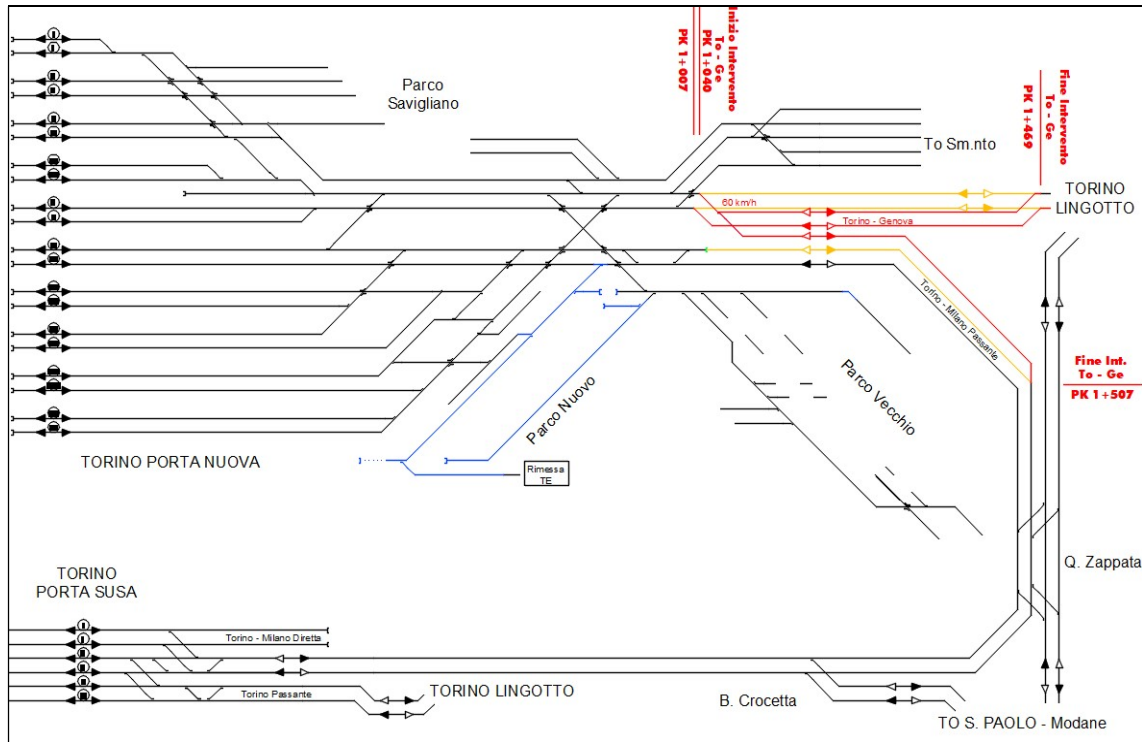 Inizio Intervento
To - Ge
PK 1+040
PK 1+007
Fine Intervento
To - Ge
PK 1+469
Parco
Savigliano
To Sm.nto
TORINO
LINGOTTO
60 km/h
Torino - Genova
Torino - Milano Passante
Fine Int.
To - Ge
PK 1+507
Parco Nuovo
Parco Vecchio
TORINO PORTA NUOVA
Rimessa
TE
TORINO
PORTA SUSA
Q. Zappata
Torino - Milano Diretta
Torino Passante
TORINO LINGOTTO
B. Crocetta
TO S. PAOLO - Modane